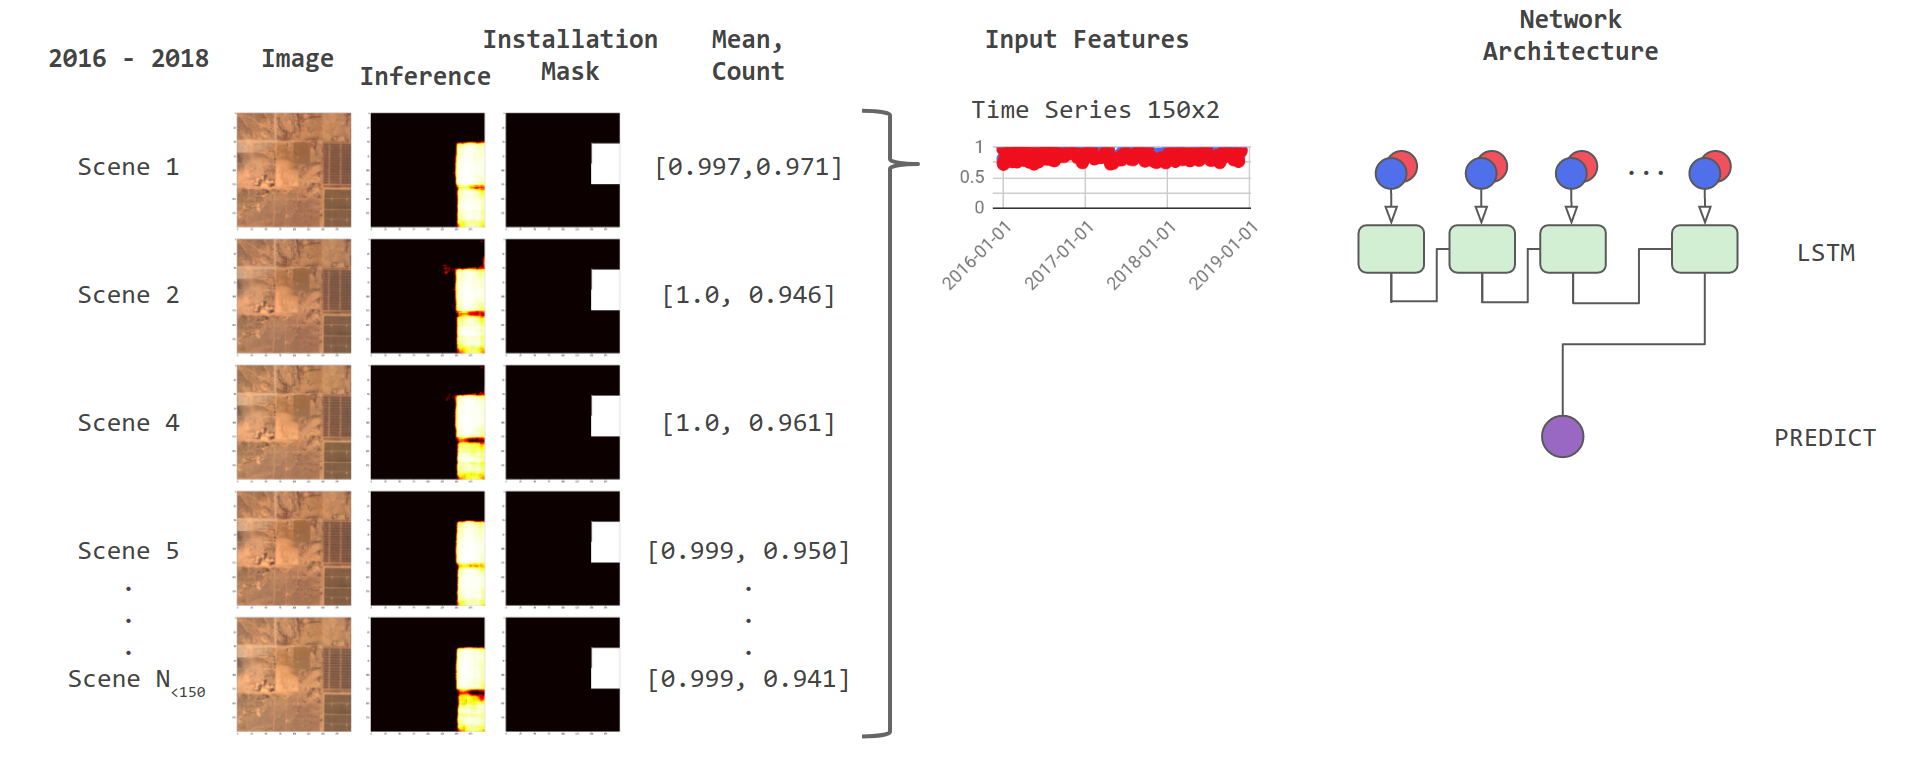 2016 - 2018
Image
Inference
Installation
Mask
Mean,
Count
Input Features
Network
Architecture
Scene 1
[0.997,0.971]
Scene 2
[1.0, 0.946]
Scene 4
[1.0, 0.961]
Scene 5
[0.999, 0.950]
.
.
.
.
.
.
Scene N<150
[0.999, 0.941]
Time Series 150x2
1
0.5
0
2016-01-01
2017-01-01
2018-01-01
2019-01-01
...
LSTM
PREDICT